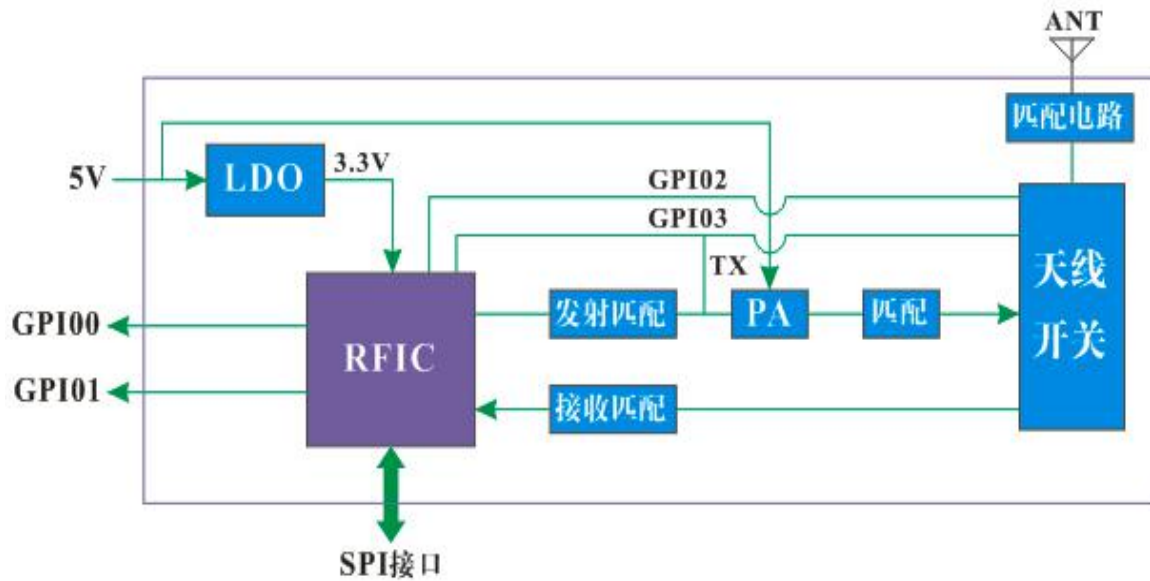 ANT
匹配电路
5V
LDO
3.3V
GPI02
GPI03
TX
天线
开关
GPI00
RFIC
发射匹配
PA
匹配
GPI01
接收匹配
SPI接口